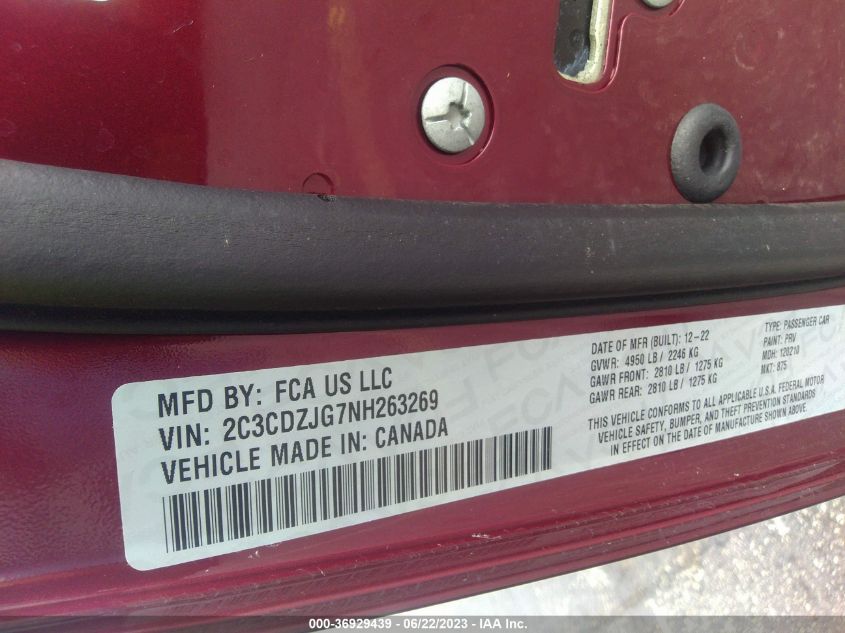 MFD BY: FCA US LLC
VIN: 2C3CDZJG7NH263269
VEHICLE MADE IN: CANADA
DATE OF MFR (BUILT): 12-22
GVWR: 4950 LB / 2246 KG
GAWR FRONT: 2810 LB / 1275 KG
GAWR REAR: 2810 LB / 1275 KG
TYPE: PASSENGER CAR
PAINT: PRV
MDH: 120210
MKT: 875
THIS VEHICLE CONFORMS TO ALL APPLICABLE U.S.A. FEDERAL MOTOR
VEHICLE SAFETY, BUMPER, AND THEFT PREVENTION STANDARDS
IN EFFECT ON THE DATE OF MANUFACTURE SHOWN ABOVE.
000-36929439 - 06/22/2023 - IAA Inc.